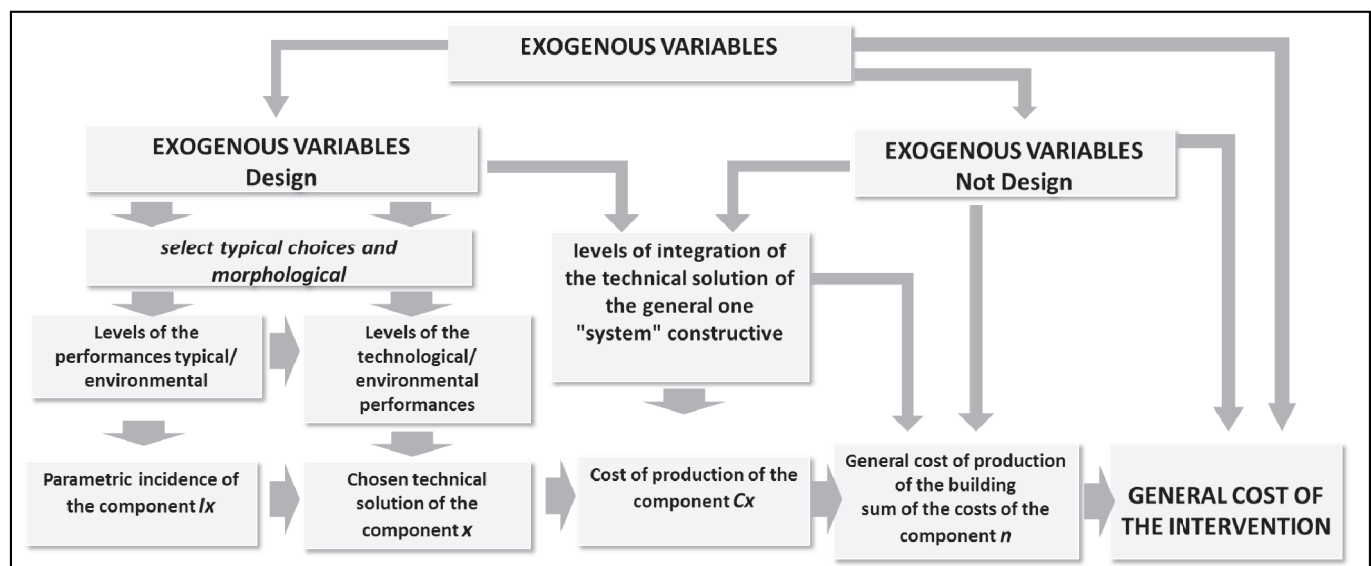 EXOGENOUS VARIABLES
EXOGENOUS VARIABLES
Design
EXOGENOUS VARIABLES
Not Design
select typical choices and
morphological
levels of integration of
the technical solution of
the general one
"system" constructive
Levels of the
performances typical/
environmental
Levels of the
technological/
environmental
performances
Parametric incidence of
the component Ix
Chosen technical
solution of the
component x
Cost of production of the
component Cx
General cost of production
of the building
sum of the costs of the
component n
GENERAL COST OF
THE INTERVENTION